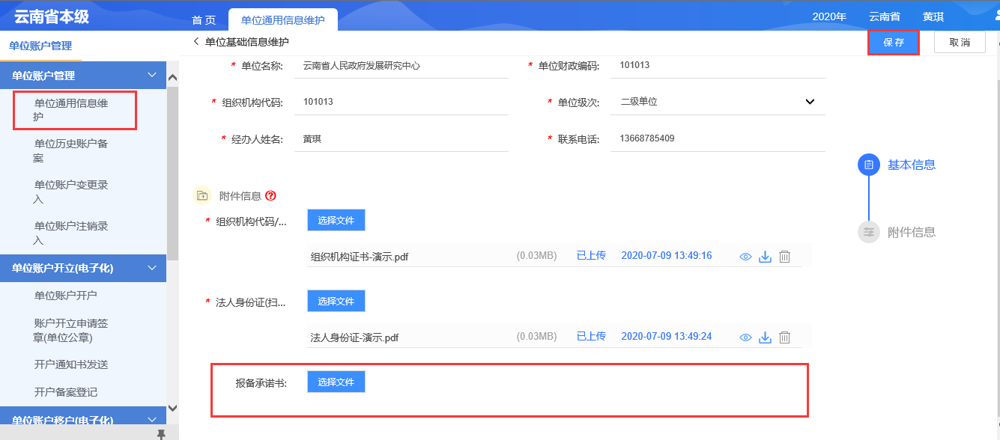 云南省本级
首页
单位通用信息维护
2020年
云南省
黄琪
单位账户管理
单位基础信息维护
保存
取消
单位账户管理
单位通用信息维
护
单位历史账户备
案
单位账户变更录
入
单位账户注销录
入
单位账户开立(电子化)
单位账户开户
账户开立申请签
章(单位公章)
开户通知书发送
开户备案登记
单位账户移户(电子化)
* 单位名称:
云南省人民政府发展研究中心
* 单位财政编码:
101013
* 组织机构代码:
101013
* 单位级次:
二级单位
* 经办人姓名:
黄琪
* 联系电话:
13668785409
附件信息
* 组织机构代码/...
选择文件
组织机构证书-演示.pdf
(0.03MB)
已上传
2020-07-09 13:49:16
* 法人身份证(扫...
选择文件
法人身份证-演示.pdf
(0.03MB)
已上传
2020-07-09 13:49:24
报备承诺书:
选择文件
基本信息
附件信息